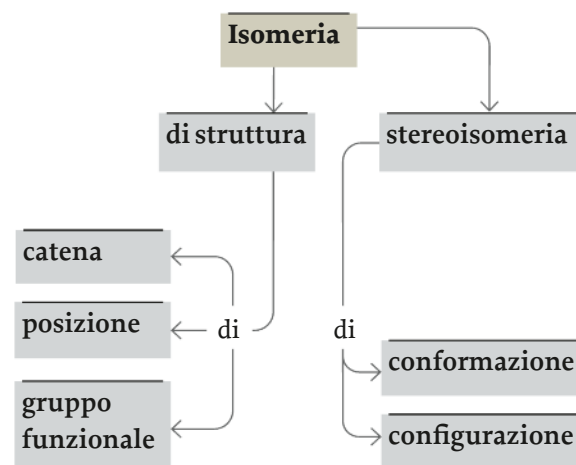 Isomeria
di struttura
stereoisomeria
catena
posizione
gruppo
funzionale
di
di
conformazione
configurazione